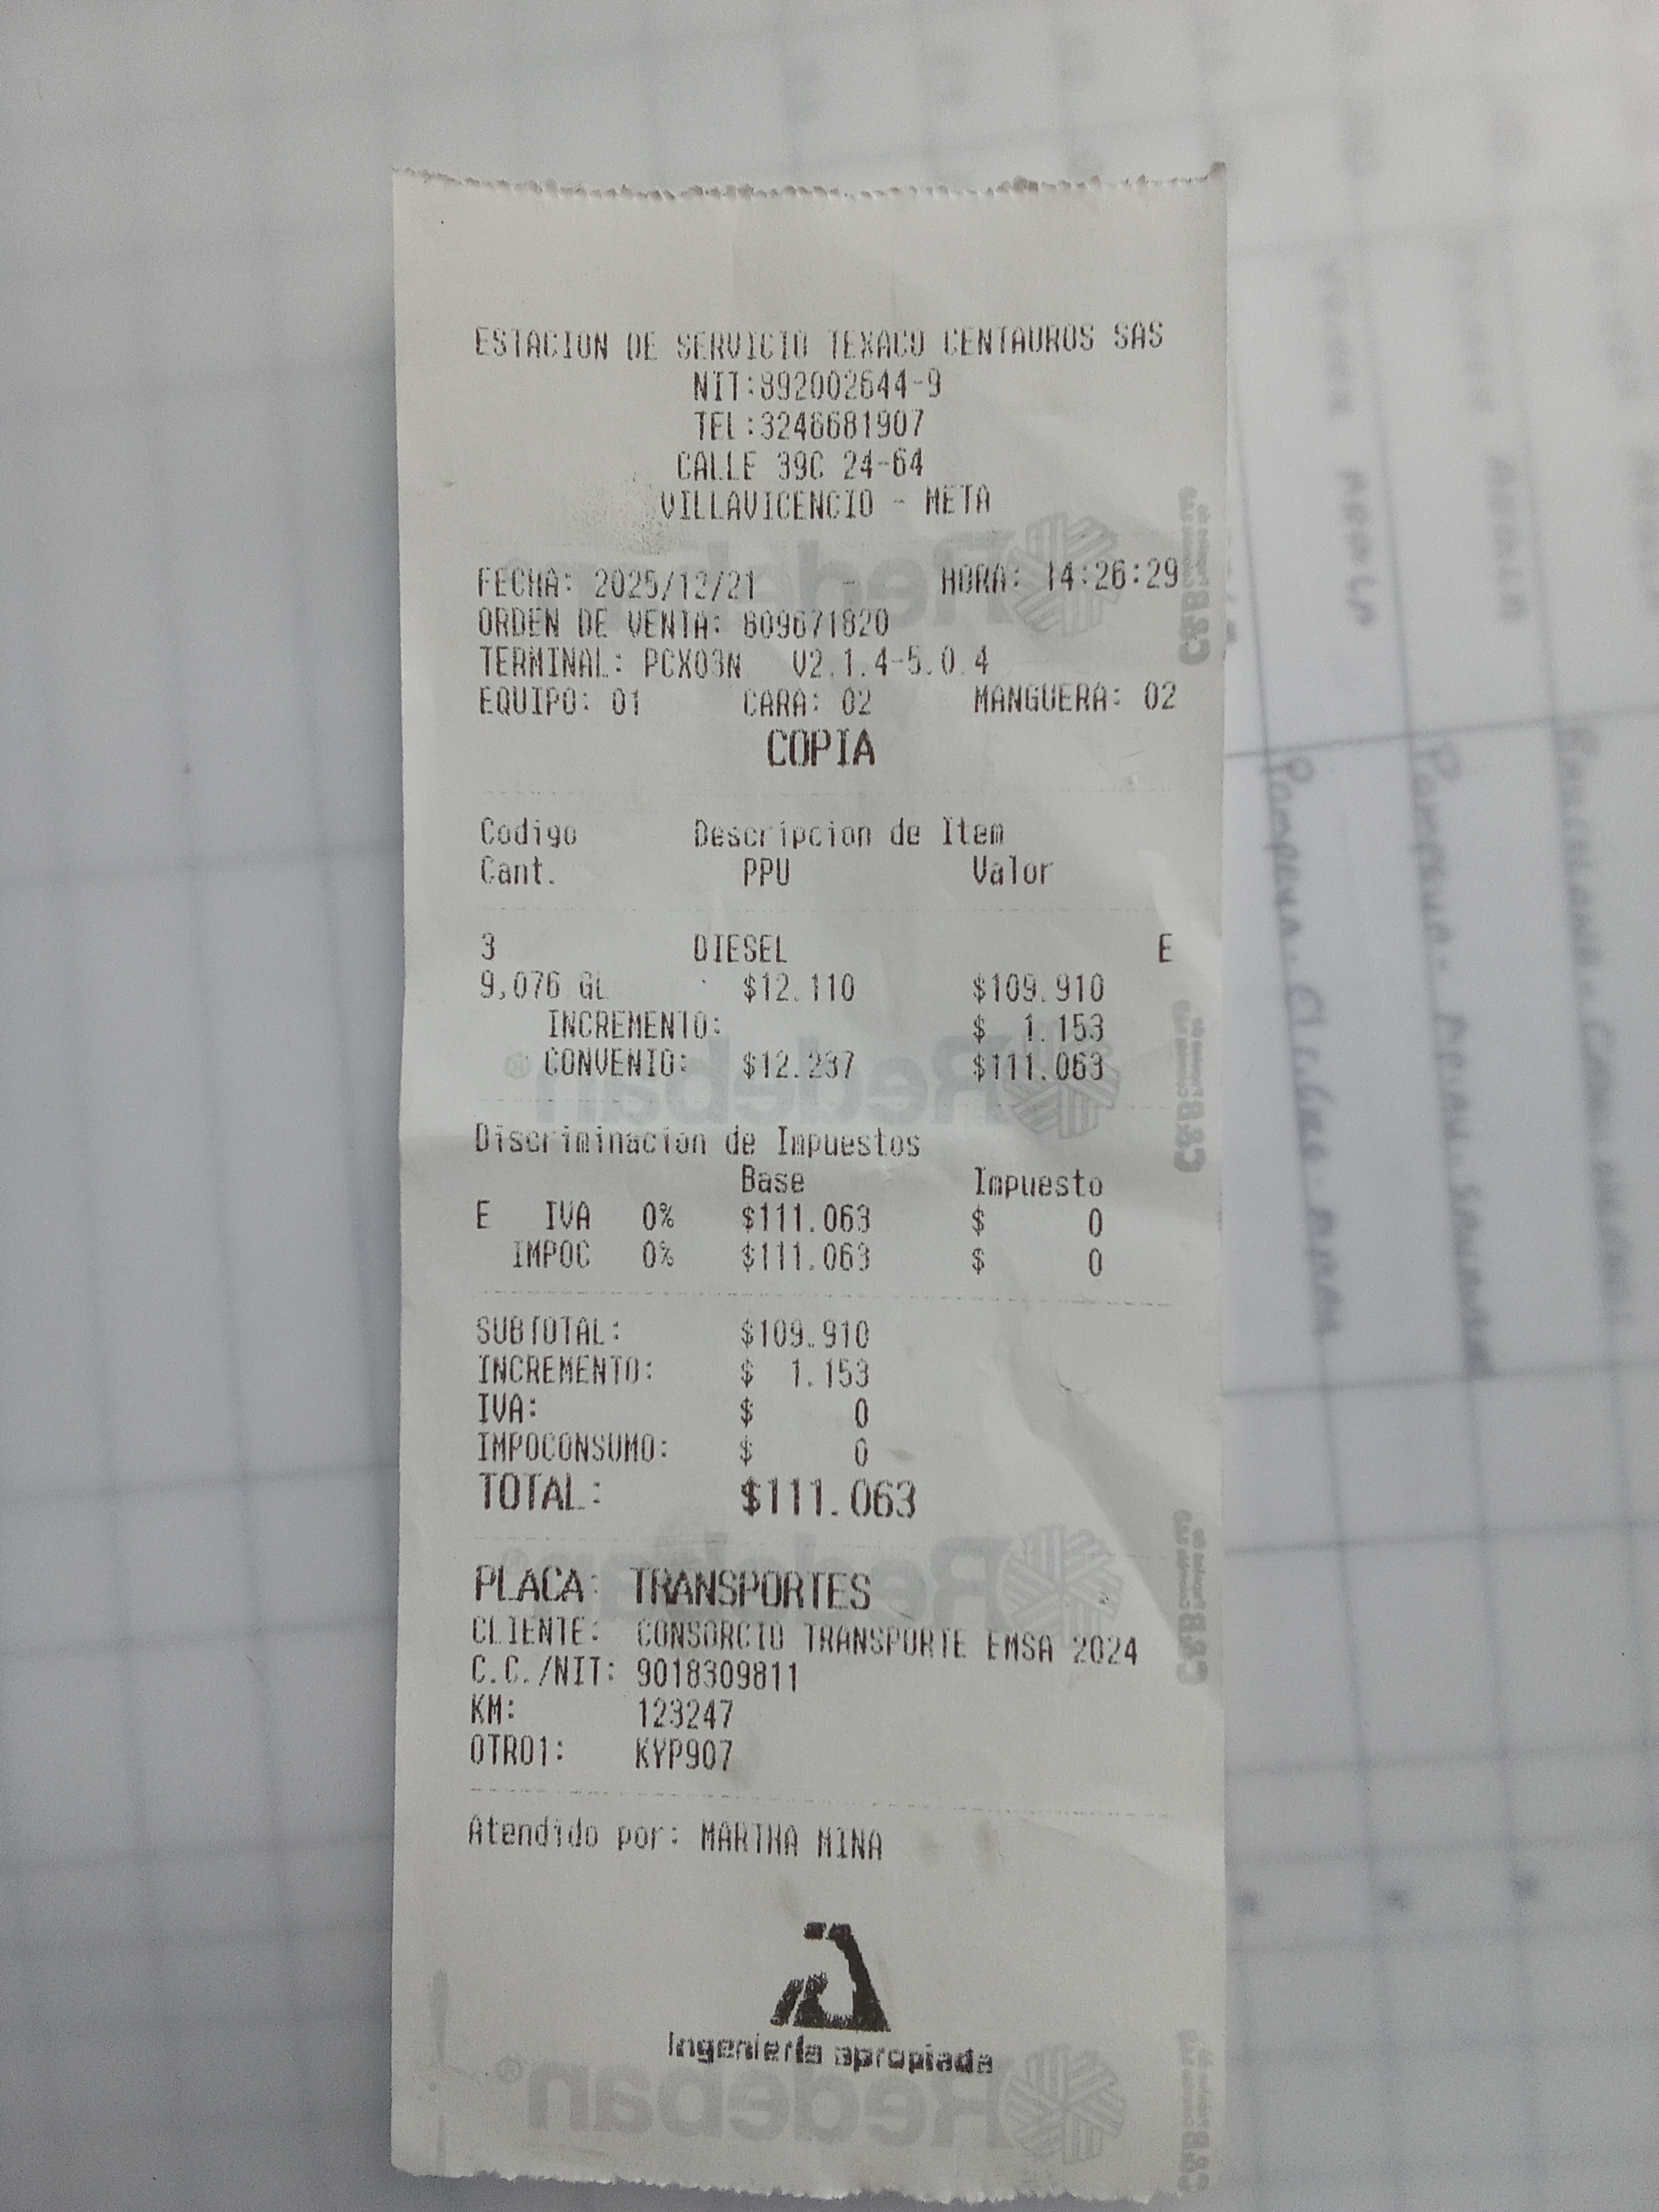 ESTACION DE SERVICIO TEXACO CENTAUROS SAS
NIT:892002644-9
TEL:3246681907
CALLE 39C 24-64
VILLAVICENCIO - META
FECHA: 2025/12/21 - HORA: 14:26:29
ORDEN DE VENTA: 809671820
TERMINAL: PCX03N V2.1.4-5.0.4
EQUIPO: 01 CARA: 02 MANGUERA: 02
COPIA
Codigo Descripcion de Item
Cant. PPU Valor
3 DIESEL E
9,076 GL $12.110 $109.910
INCREMENTO: $ 1.153
CONVENIO: $12.237 $111.063
Discriminacion de Impuestos
Base Impuesto
E IVA 0% $111.063 $ 0
IMPOC 0% $111.063 $ 0
SUBTOTAL: $109.910
INCREMENTO: $ 1.153
IVA: $ 0
IMPOCONSUMO: $ 0
TOTAL: $111.063
PLACA: TRANSPORTES
CLIENTE: CONSORCIO TRANSPORTE EMSA 2024
C.C./NIT: 9018309811
KM: 123247
OTRO1: KYP907
Atendido por: MARTHA MINA
Ingeniería apropiada
Redeban®